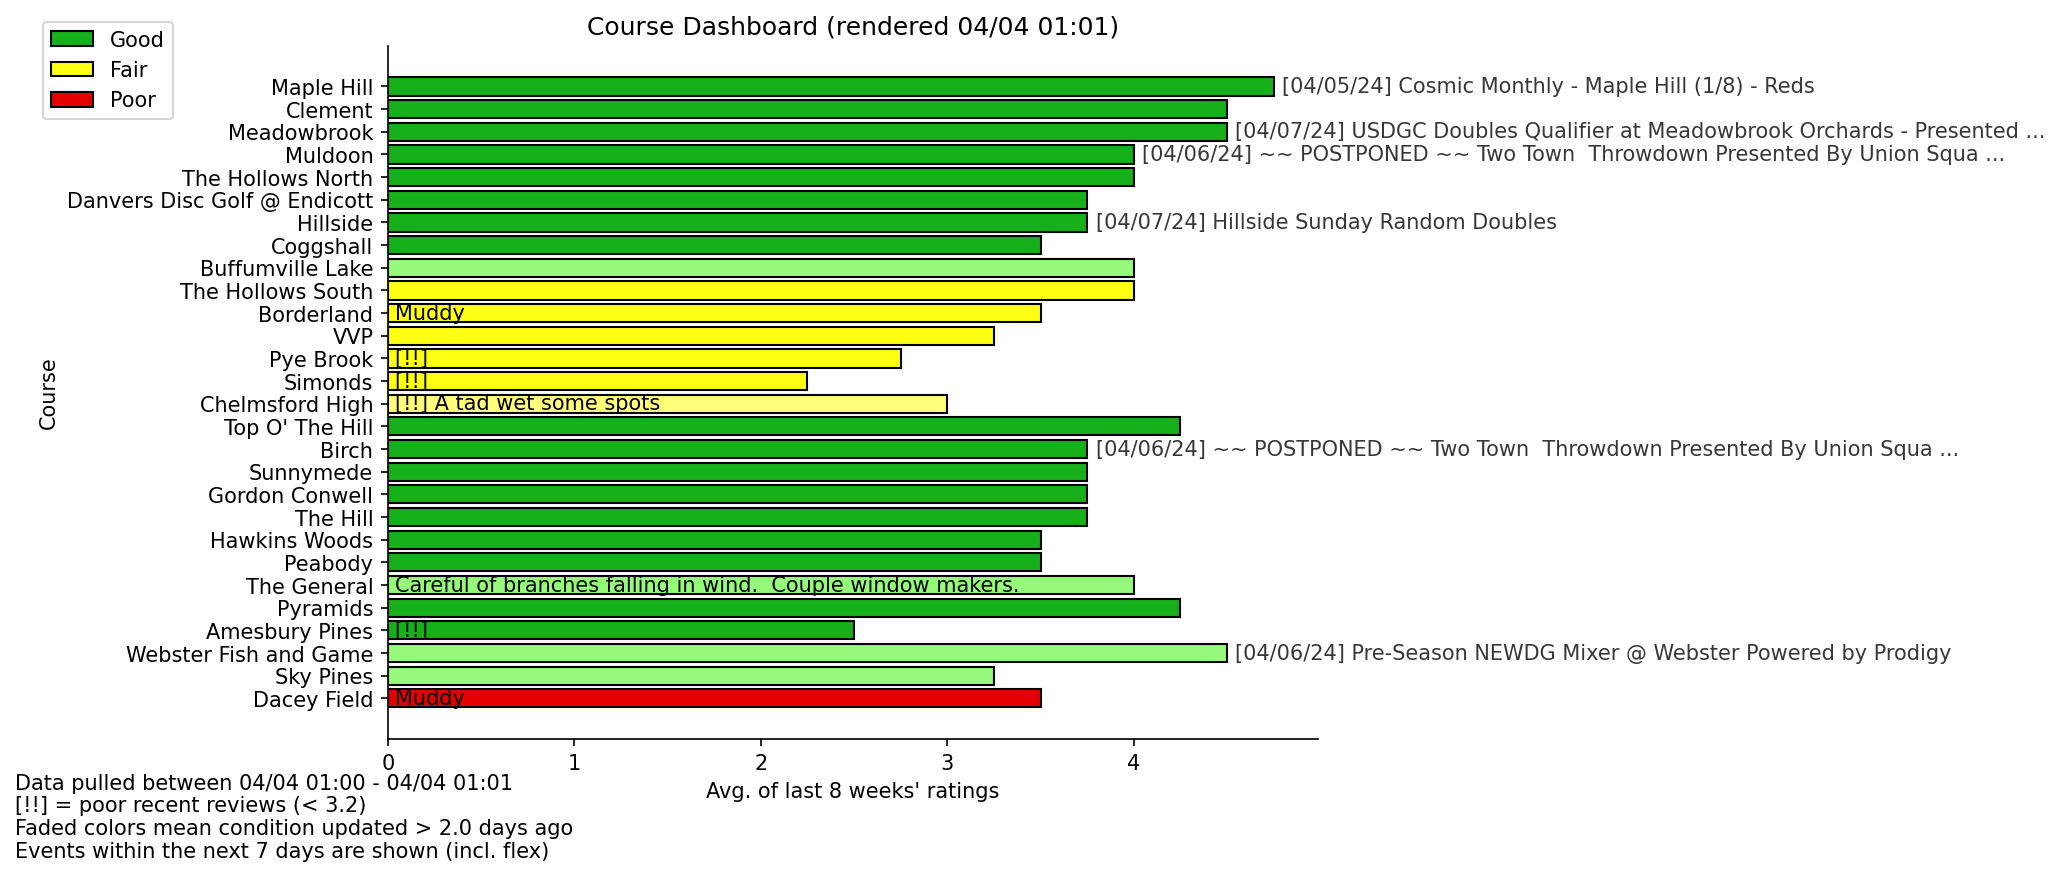 Course Dashboard (rendered 04/04 01:01)
Good
Fair
Poor
Course
Maple Hill [04/05/24] Cosmic Monthly - Maple Hill (1/8) - Reds
Clement
Meadowbrook [04/07/24] USDGC Doubles Qualifier at Meadowbrook Orchards - Presented ...
Muldoon [04/06/24] ~~ POSTPONED ~~ Two Town  Throwdown Presented By Union Squa ...
The Hollows North
Danvers Disc Golf @ Endicott
Hillside [04/07/24] Hillside Sunday Random Doubles
Coggshall
Buffumville Lake
The Hollows South
Borderland Muddy
VVP
Pye Brook [!!]
Simonds [!!]
Chelmsford High [!!] A tad wet some spots
Top O' The Hill
Birch [04/06/24] ~~ POSTPONED ~~ Two Town  Throwdown Presented By Union Squa ...
Sunnymede
Gordon Conwell
The Hill
Hawkins Woods
Peabody
The General Careful of branches falling in wind.  Couple window makers.
Pyramids
Amesbury Pines [!!]
Webster Fish and Game [04/06/24] Pre-Season NEWDG Mixer @ Webster Powered by Prodigy
Sky Pines
Dacey Field Muddy
0 1 2 3 4
Avg. of last 8 weeks' ratings
Data pulled between 04/04 01:00 - 04/04 01:01
[!!] = poor recent reviews (< 3.2)
Faded colors mean condition updated > 2.0 days ago
Events within the next 7 days are shown (incl. flex)